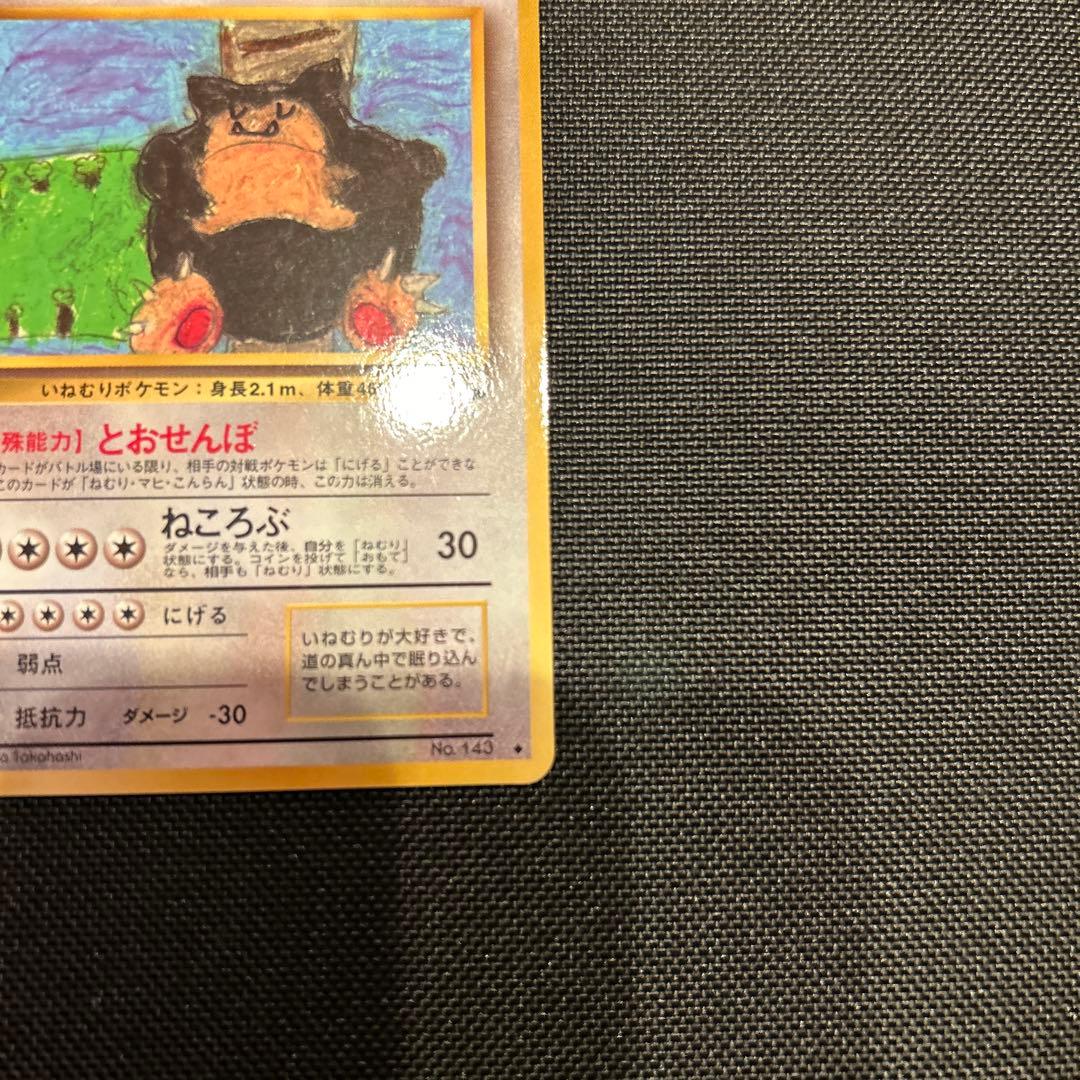 いねむりポケモン：身長2.1m、体重46
殊能力】とおせんぼ
カードがバトル場にいる限り、相手の対戦ポケモンは「にげる」ことができな
このカードが「ねむり・マヒ・こんらん」状態の時、この力は消える。
ねころぶ
ダメージを与えた後、自分を「ねむり」
状態にする。コインを投げて「おもて」
なら、相手も「ねむり」状態にする。
30
にげる
いねむりが大好きで、
道の真ん中で眠り込ん
でしまうことがある。
弱点
抵抗力 ダメージ -30
Takahashi
No. 143